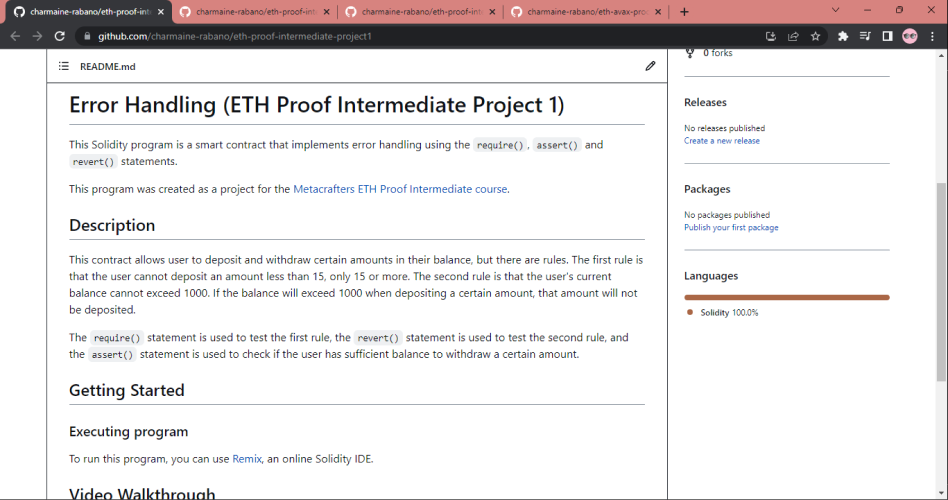 charmaine-rabano/eth-proof-inte
charmaine-rabano/eth-proof-inte
charmaine-rabano/eth-proof-inte
charmaine-rabano/eth-avax-proo
github.com/charmaine-rabano/eth-proof-intermediate-project1
README.md
Error Handling (ETH Proof Intermediate Project 1)
This Solidity program is a smart contract that implements error handling using the require(), assert() and
revert() statements.
This program was created as a project for the Metacrafters ETH Proof Intermediate course.
Description
This contract allows user to deposit and withdraw certain amounts in their balance, but there are rules. The first rule is
that the user cannot deposit an amount less than 15, only 15 or more. The second rule is that the user's current
balance cannot exceed 1000. If the balance will exceed 1000 when depositing a certain amount, that amount will not
be deposited.
The require() statement is used to test the first rule, the revert() statement is used to test the second rule, and
the assert() statement is used to check if the user has sufficient balance to withdraw a certain amount.
Getting Started
Executing program
To run this program, you can use Remix, an online Solidity IDE.
Video Walkthrough
0 forks
Releases
No releases published
Create a new release
Packages
No packages published
Publish your first package
Languages
Solidity 100.0%